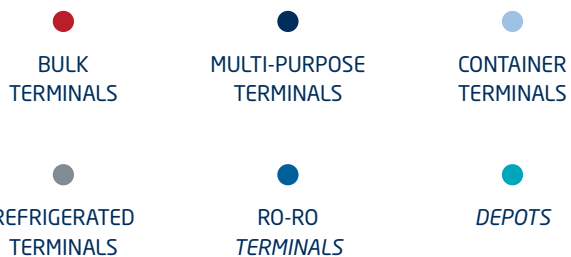 BULK
TERMINALS
MULTI-PURPOSE
TERMINALS
CONTAINER
TERMINALS
REFRIGERATED
TERMINALS
RO-RO
TERMINALS
DEPOTS